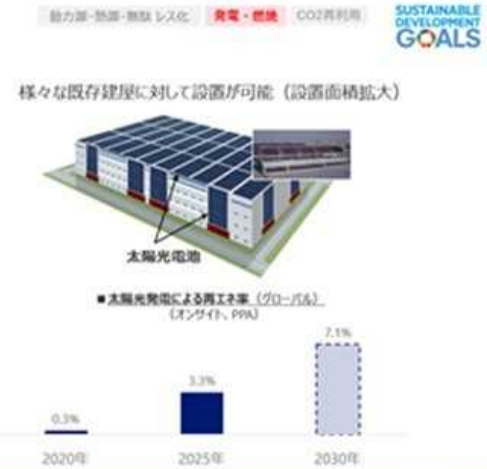 動力源・熱源・無駄 レス化 発電・燃焼 CO2再利用
SUSTAINABLE
DEVELOPMENT
GOALS
様々な既存建屋に対して設置が可能（設置面積拡大）
太陽光電池
■太陽光発電による再エネ率（グローバル）
（オンサイト、PPA）
0.3% 3.3% 7.1%
2020年 2025年 2030年